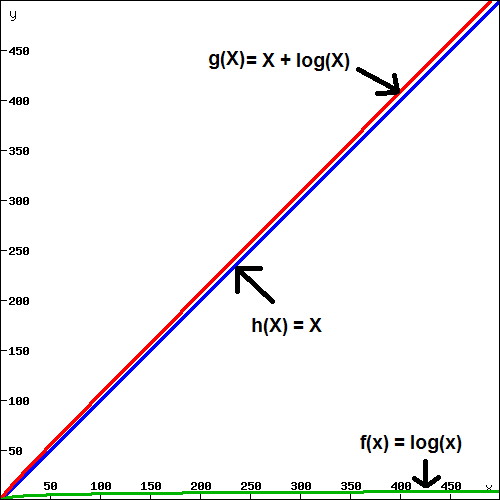 y
450
g(X)= X + log(X)
400
350
300
250
200
h(X) = X
150
100
f(x) = log(x)
50
50 100 150 200 250 300 350 400 450 x